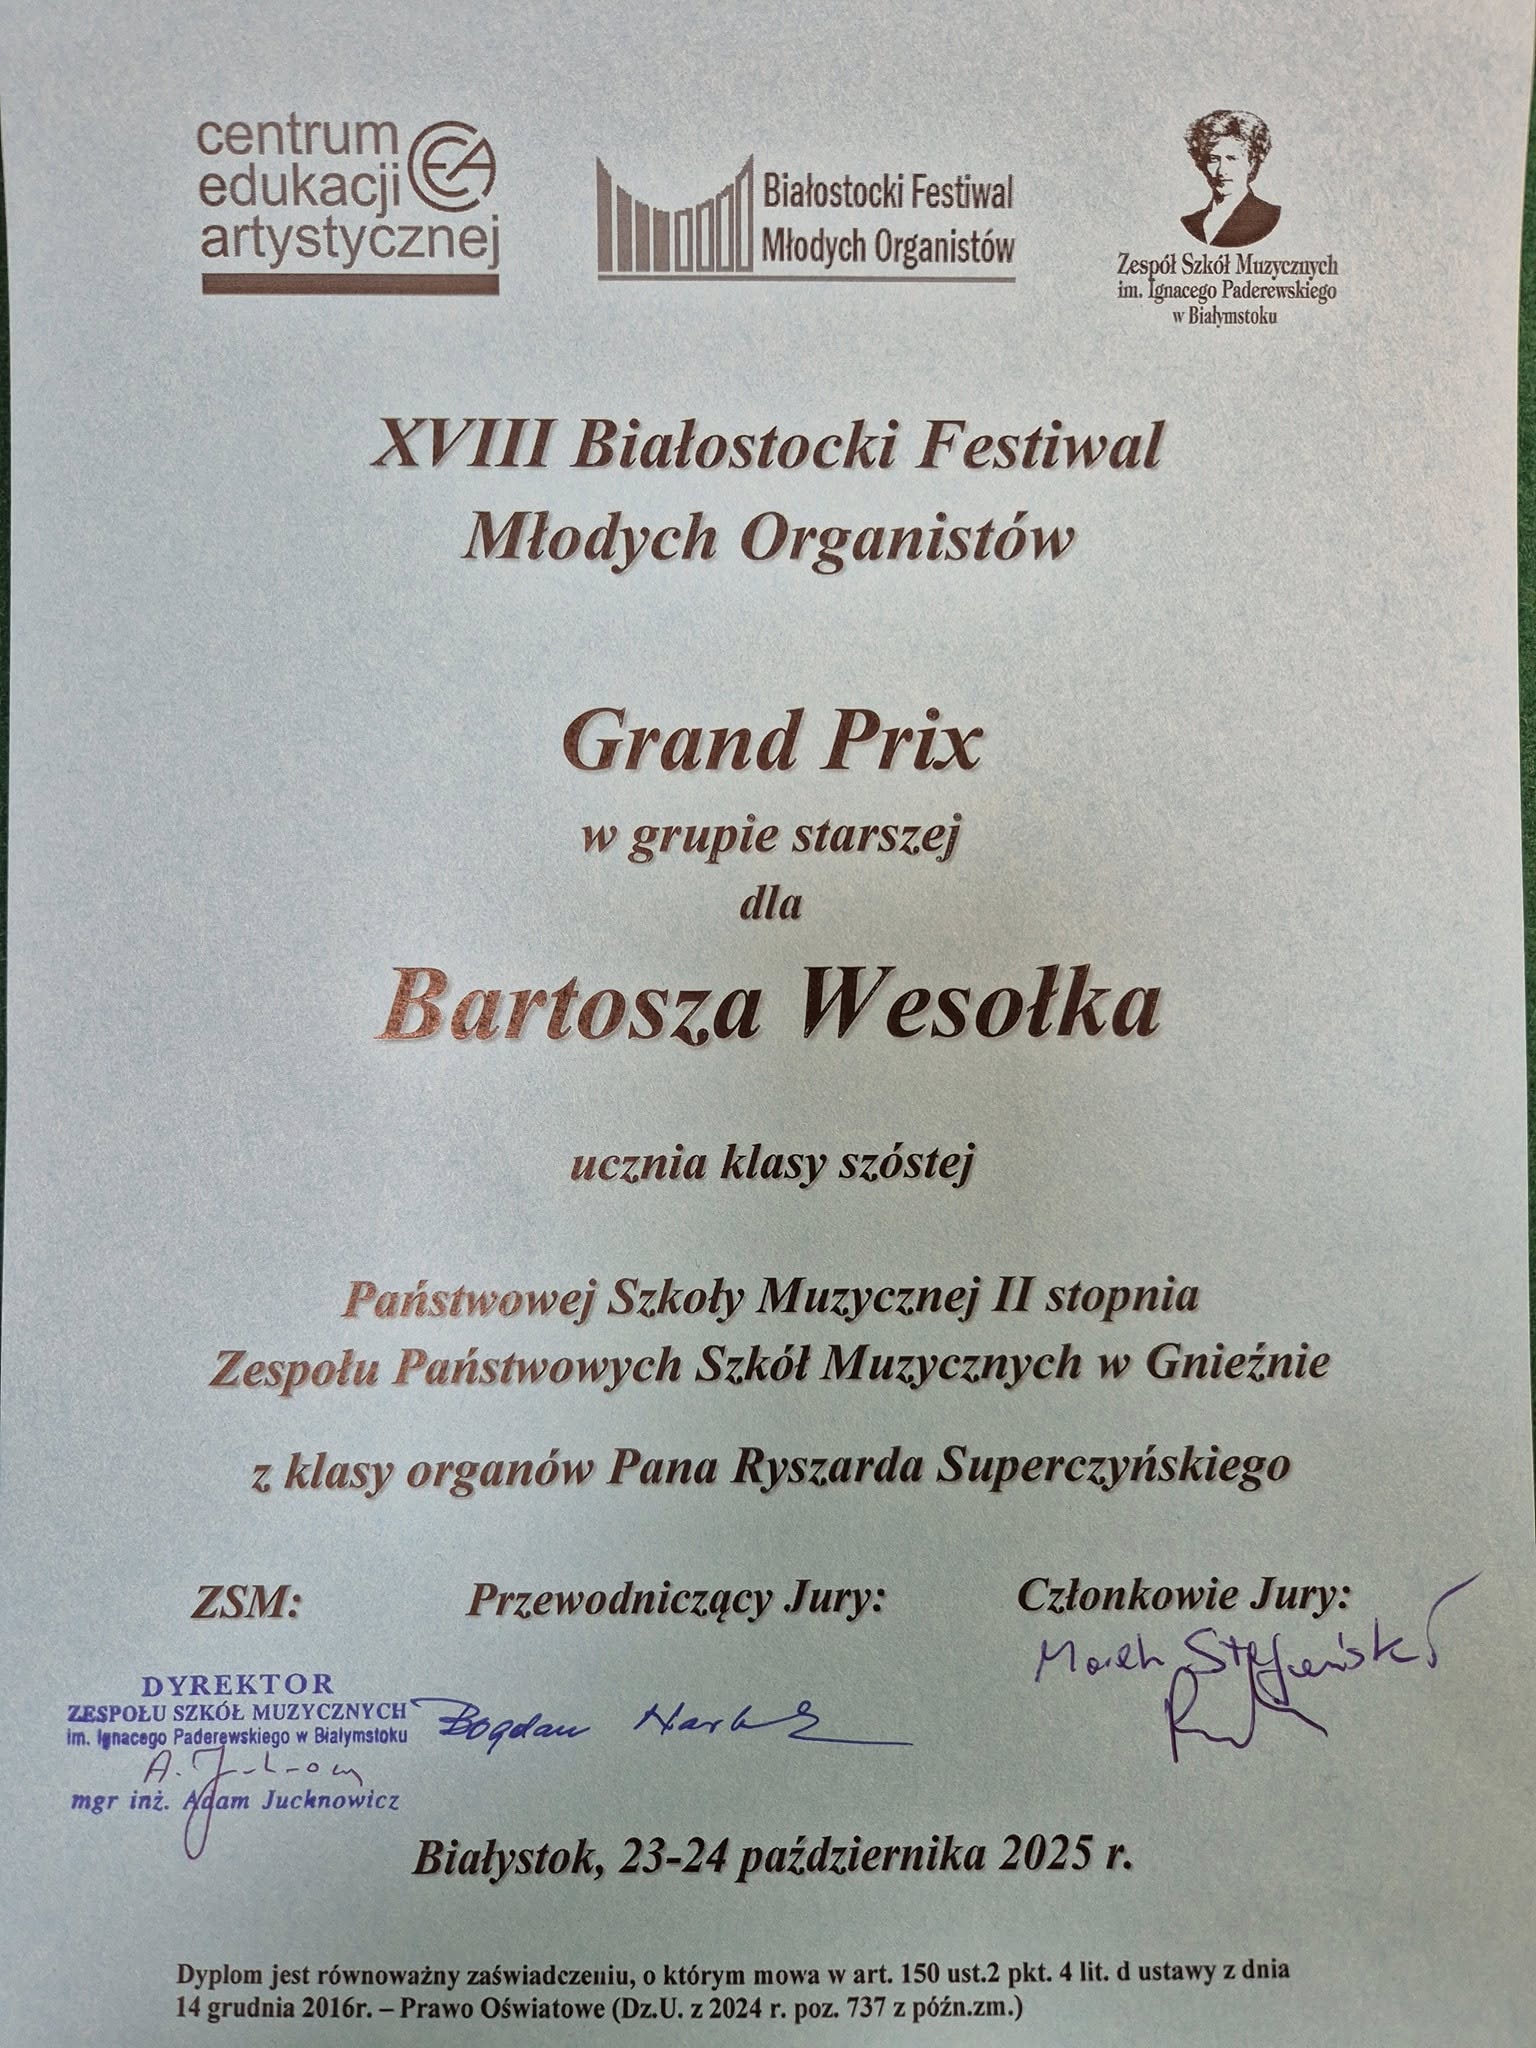 centrum
edukacji
artystycznej
CEA
Białostocki Festiwal
Młodych Organistów
Zespół Szkół Muzycznych
im. Ignacego Paderewskiego
w Białymstoku
XVIII Białostocki Festiwal
Młodych Organistów
Grand Prix
w grupie starszej
dla
Bartosza Wesołka
ucznia klasy szóstej
Państwowej Szkoły Muzycznej II stopnia
Zespołu Państwowych Szkół Muzycznych w Gnieźnie
z klasy organów Pana Ryszarda Superczyńskiego
ZSM: Przewodniczący Jury: Członkowie Jury:
Marek Stefański
DYREKTOR
ZESPOŁU SZKÓŁ MUZYCZNYCH
im. Ignacego Paderewskiego w Białymstoku
Bogdan
mgr inż. Adam Juchnowicz
Białystok, 23-24 października 2025 r.
Dyplom jest równoważny zaświadczeniu, o którym mowa w art. 150 ust.2 pkt. 4 lit. d ustawy z dnia
14 grudnia 2016r. – Prawo Oświatowe (Dz.U. z 2024 r. poz. 737 z późn.zm.)